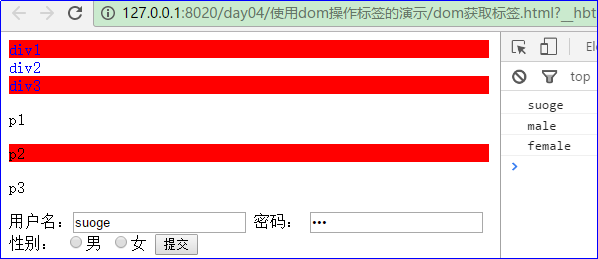 127.0.0.1:8020/day04/使用dom操作标签的演示/dom获取标签.html?__hbt
div1
div2
div3
p1
p2
p3
用户名：suoge 密码：•••
性别： 男 女 提交
Ele
top
suoge
male
female